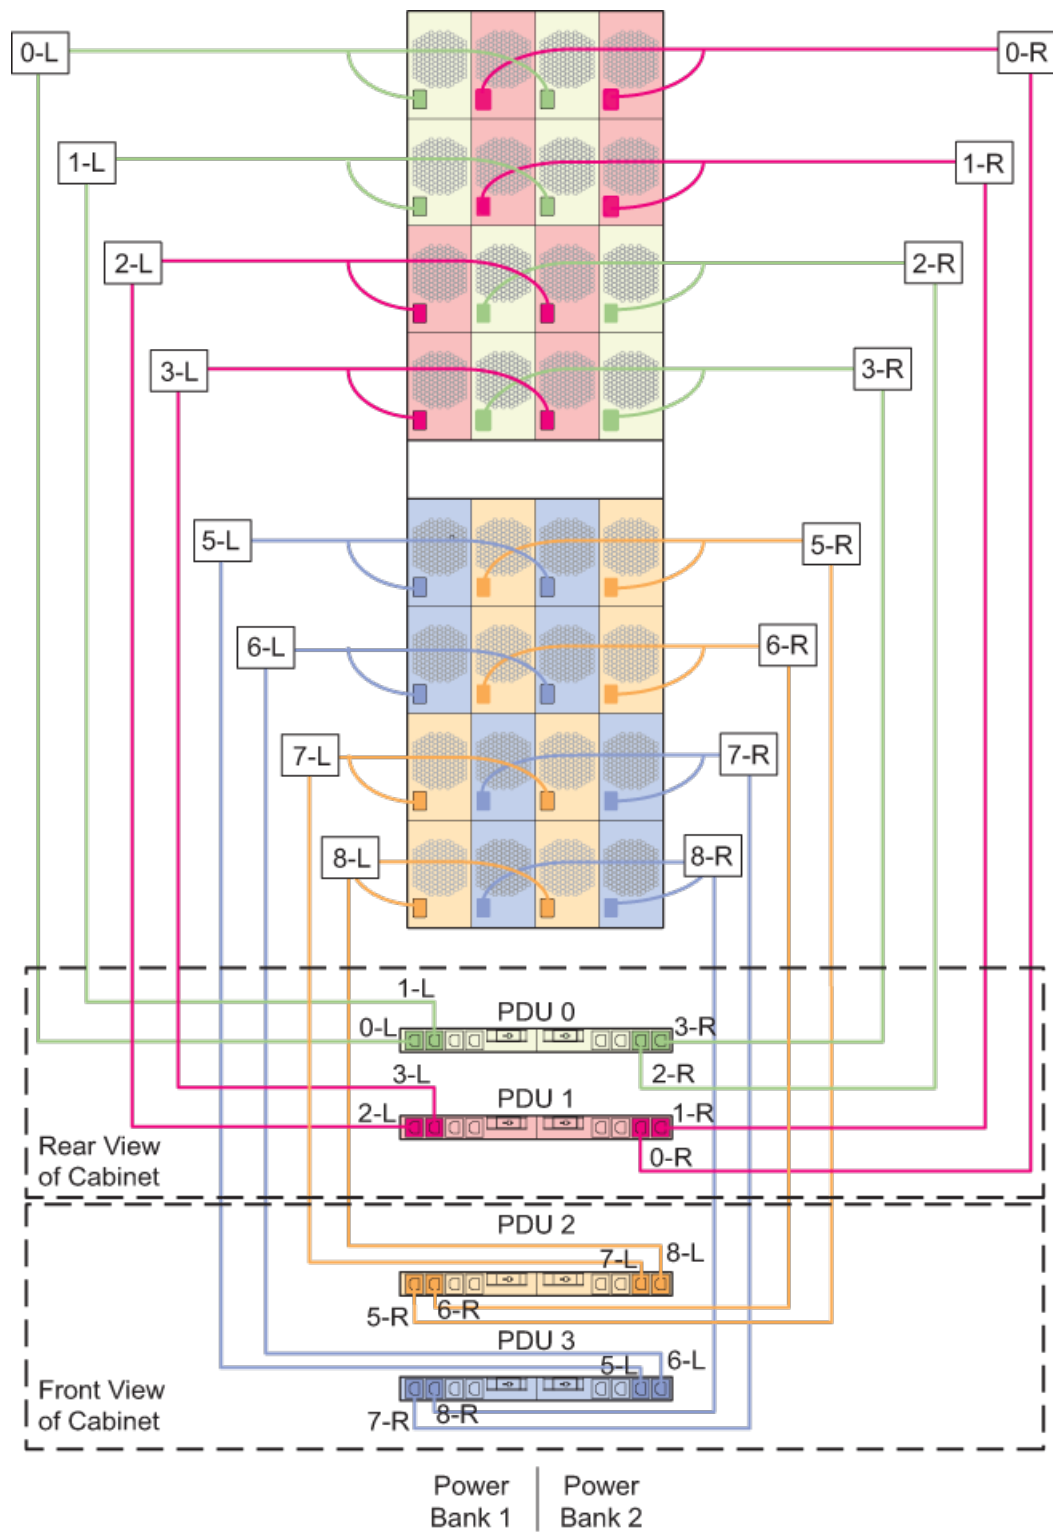 0-L
0-R
1-L
1-R
2-L
2-R
3-L
3-R
5-L
5-R
6-L
6-R
7-L
7-R
8-L
8-R
1-L
PDU 0
0-L
3-R
3-L
2-R
PDU 1
2-L
1-R
Rear View
of Cabinet
0-R
PDU 2
7-L
8-L
5-R
6-R
PDU 3
5-L
6-L
Front View
of Cabinet
7-R
8-R
Power
Bank 1
Power
Bank 2